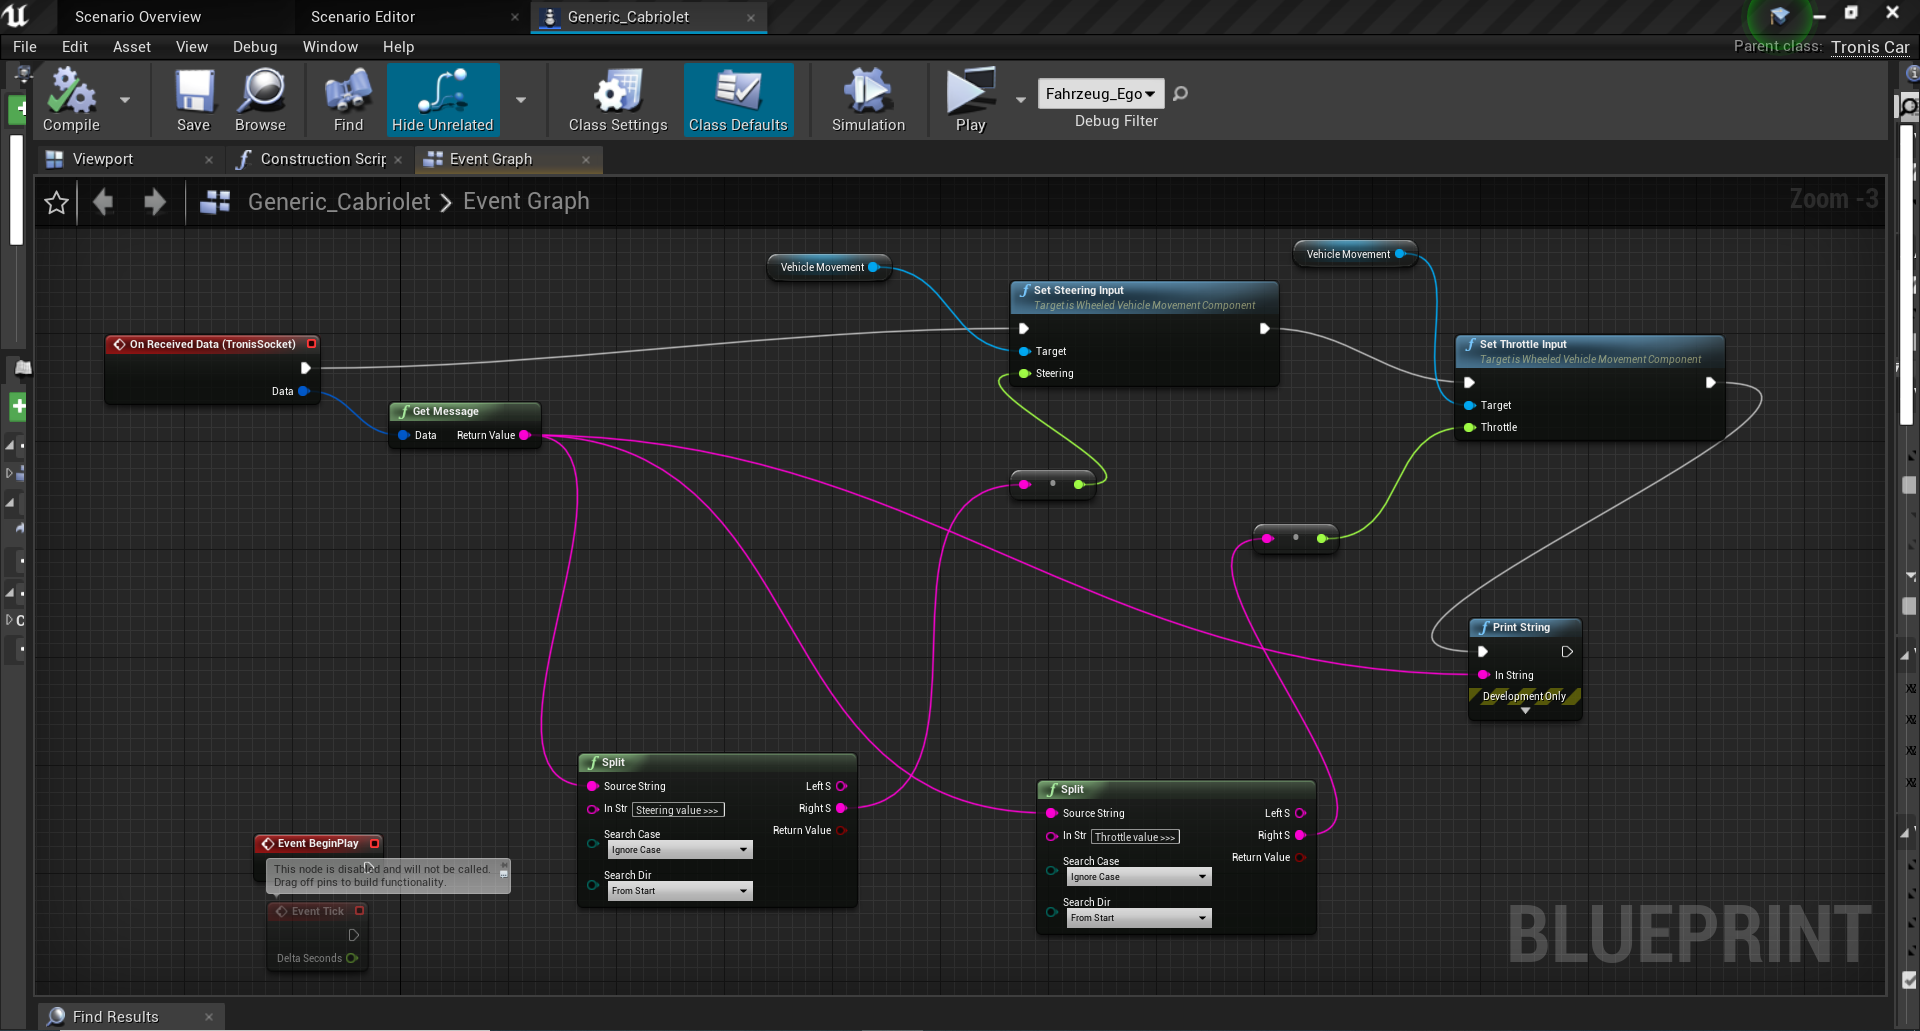 Scenario Overview
Scenario Editor
Generic_Cabriolet
File Edit Asset View Debug Window Help
Parent class: Tronis Car
Compile
Save
Browse
Find
Hide Unrelated
Class Settings
Class Defaults
Simulation
Play
Fahrzeug_Ego
Debug Filter
Viewport
Construction Scrip
Event Graph
Generic_Cabriolet > Event Graph
Zoom -3
Vehicle Movement
Vehicle Movement
Set Steering Input
Target is Wheeled Vehicle Movement Component
Target
Steering
On Received Data (TronisSocket)
Data
Set Throttle Input
Target is Wheeled Vehicle Movement Component
Target
Throttle
Get Message
Data Return Value
Print String
In String
Development Only
Split
Source String Left S
In Str Steering value >>> Right S
Return Value
Search Case
Ignore Case
Search Dir
From Start
Split
Source String Left S
In Str Throttle value >>> Right S
Return Value
Search Case
Ignore Case
Search Dir
From Start
Event BeginPlay
This node is disabled and will not be called.
Drag off pins to build functionality.
Event Tick
Delta Seconds
BLUEPRINT
Find Results